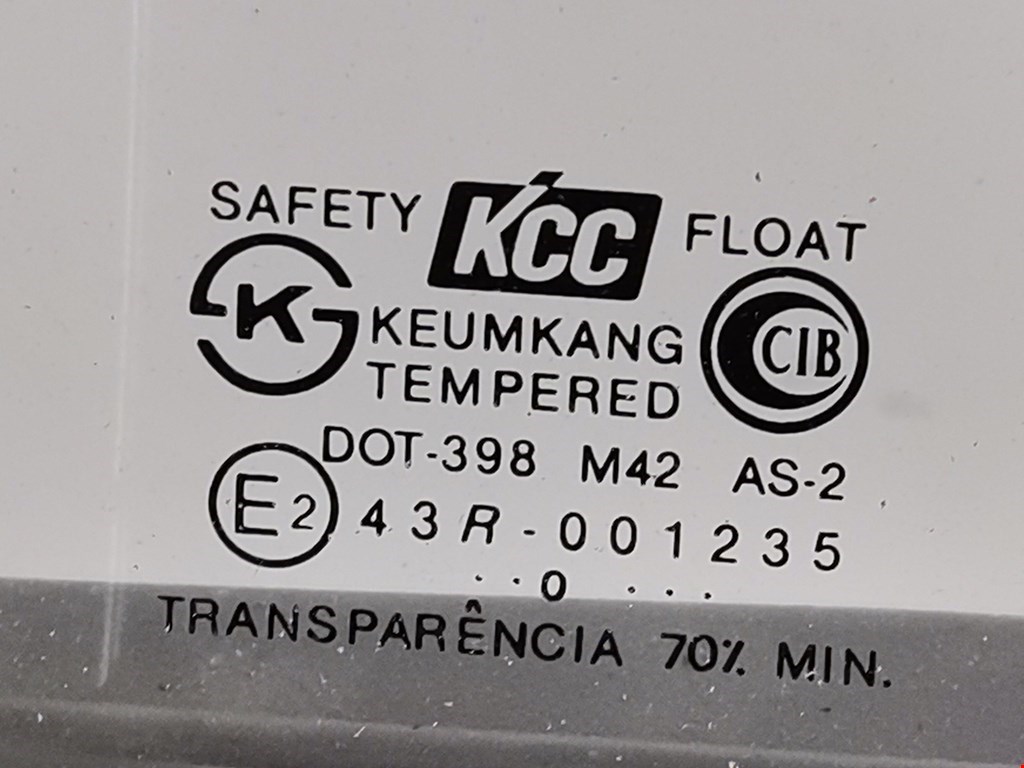 SAFETY KCC FLOAT
K KEUMKANG CIB
TEMPERED
DOT-398 M42 AS-2
E2 43R-001235
..0 ...
TRANSPARÊNCIA 70% MIN.